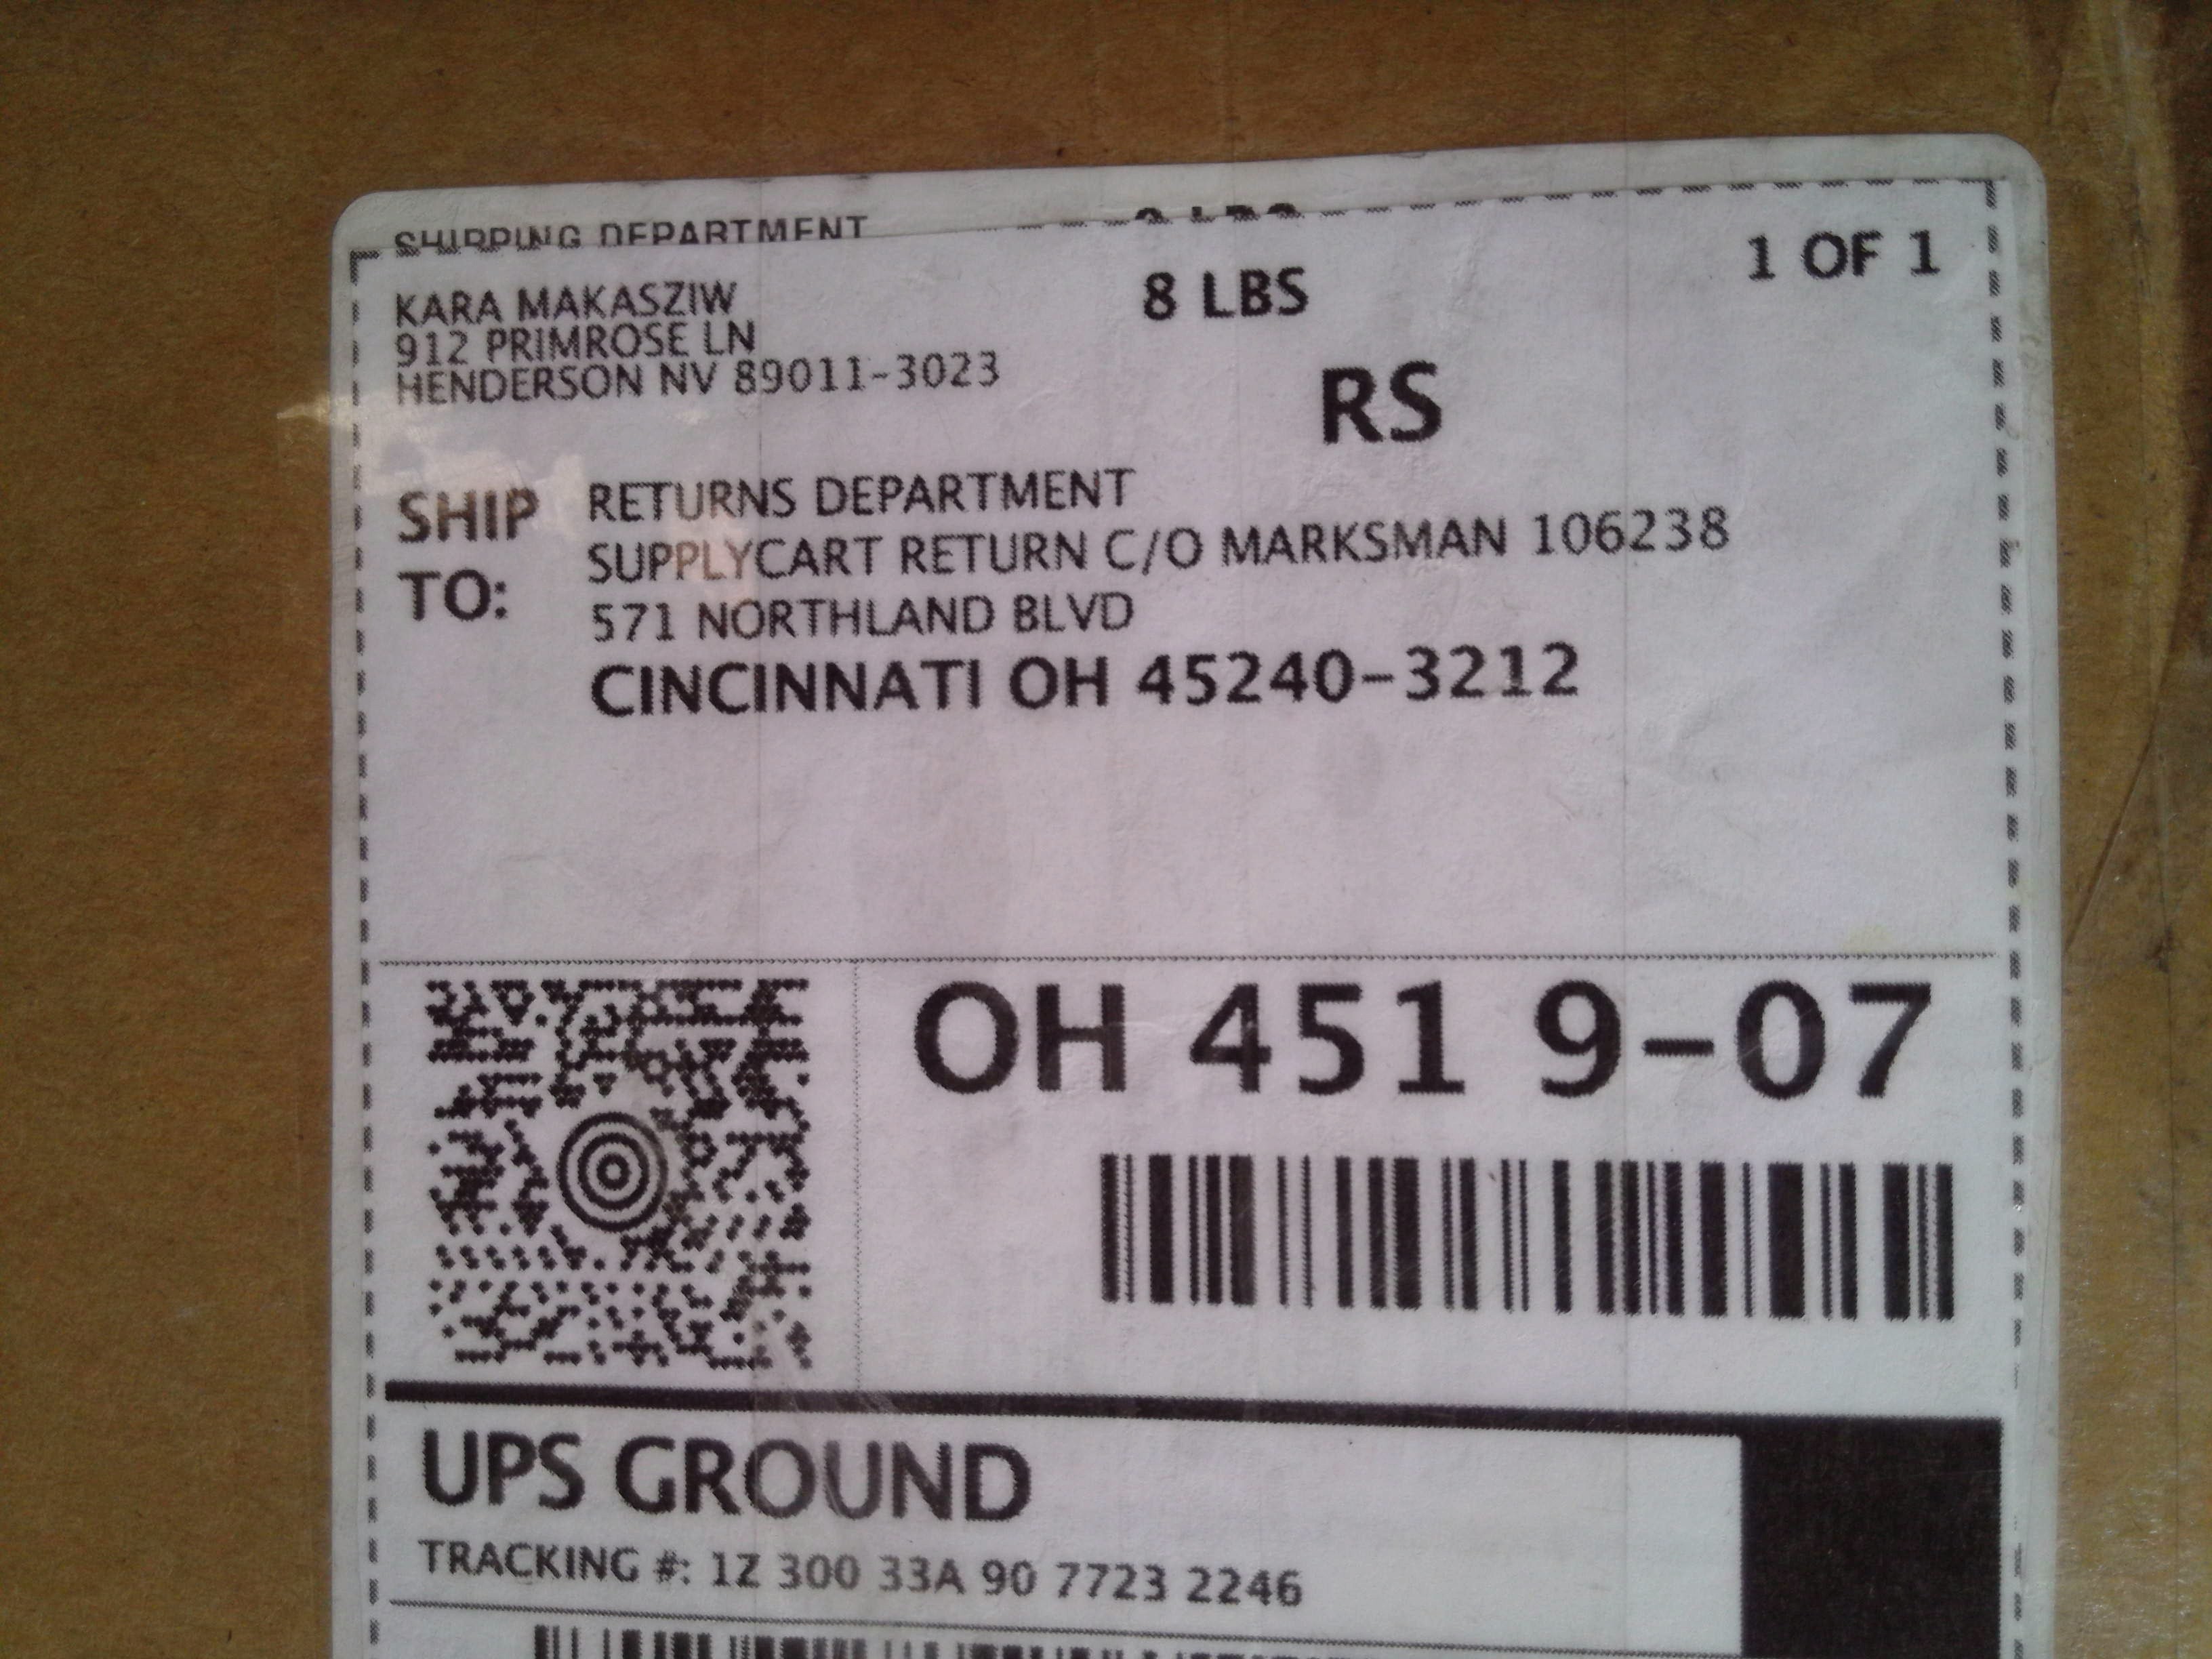 SHIPPING DEPARTMENT
KARA MAKASZIW
912 PRIMROSE LN
HENDERSON NV 89011-3023
8 LBS
1 OF 1
RS
SHIP TO:
RETURNS DEPARTMENT
SUPPLYCART RETURN C/O MARKSMAN 106238
571 NORTHLAND BLVD
CINCINNATI OH 45240-3212
OH 451 9-07
UPS GROUND
TRACKING #: 1Z 300 33A 90 7723 2246